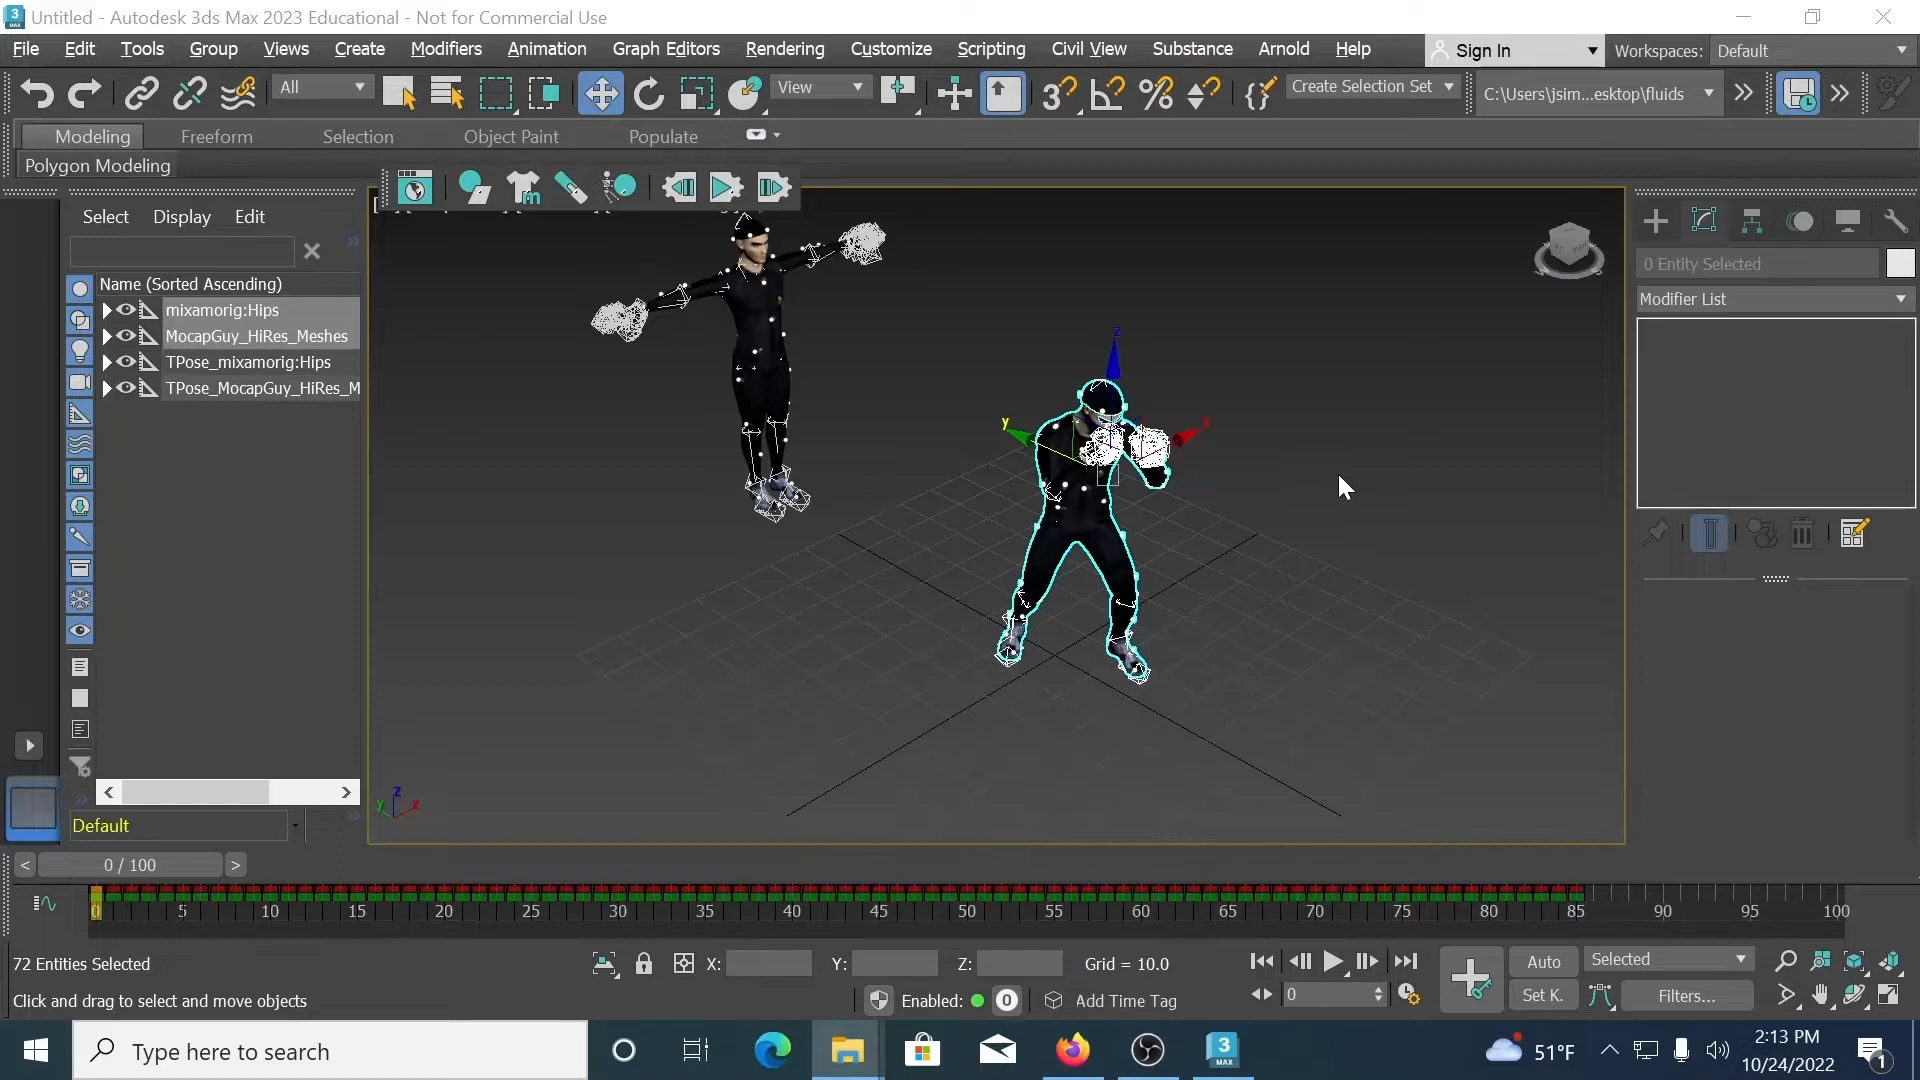 Untitled - Autodesk 3ds Max 2023 Educational - Not for Commercial Use
File Edit Tools Group Views Create Modifiers Animation Graph Editors Rendering Customize Scripting Civil View Substance Arnold Help Sign In Workspaces: Default
All View 3 Create Selection Set C:\Users\jsim...esktop\fluids
Modeling Freeform Selection Object Paint Populate
Polygon Modeling
Select Display Edit
0 Entity Selected
Name (Sorted Ascending)
Modifier List
mixamorig:Hips
MocapGuy_HiRes_Meshes
TPose_mixamorig:Hips
TPose_MocapGuy_HiRes_M
z
y x
z
y x
Default
0 / 100
0 5 10 15 20 25 30 35 40 45 50 55 60 65 70 75 80 85 90 95 100
72 Entities Selected X: Y: Z: Grid = 10.0 Auto Selected
Click and drag to select and move objects Enabled: 0 Add Time Tag 0 Set K. Filters...
Type here to search 3 MAX 51°F 2:13 PM
10/24/2022 1